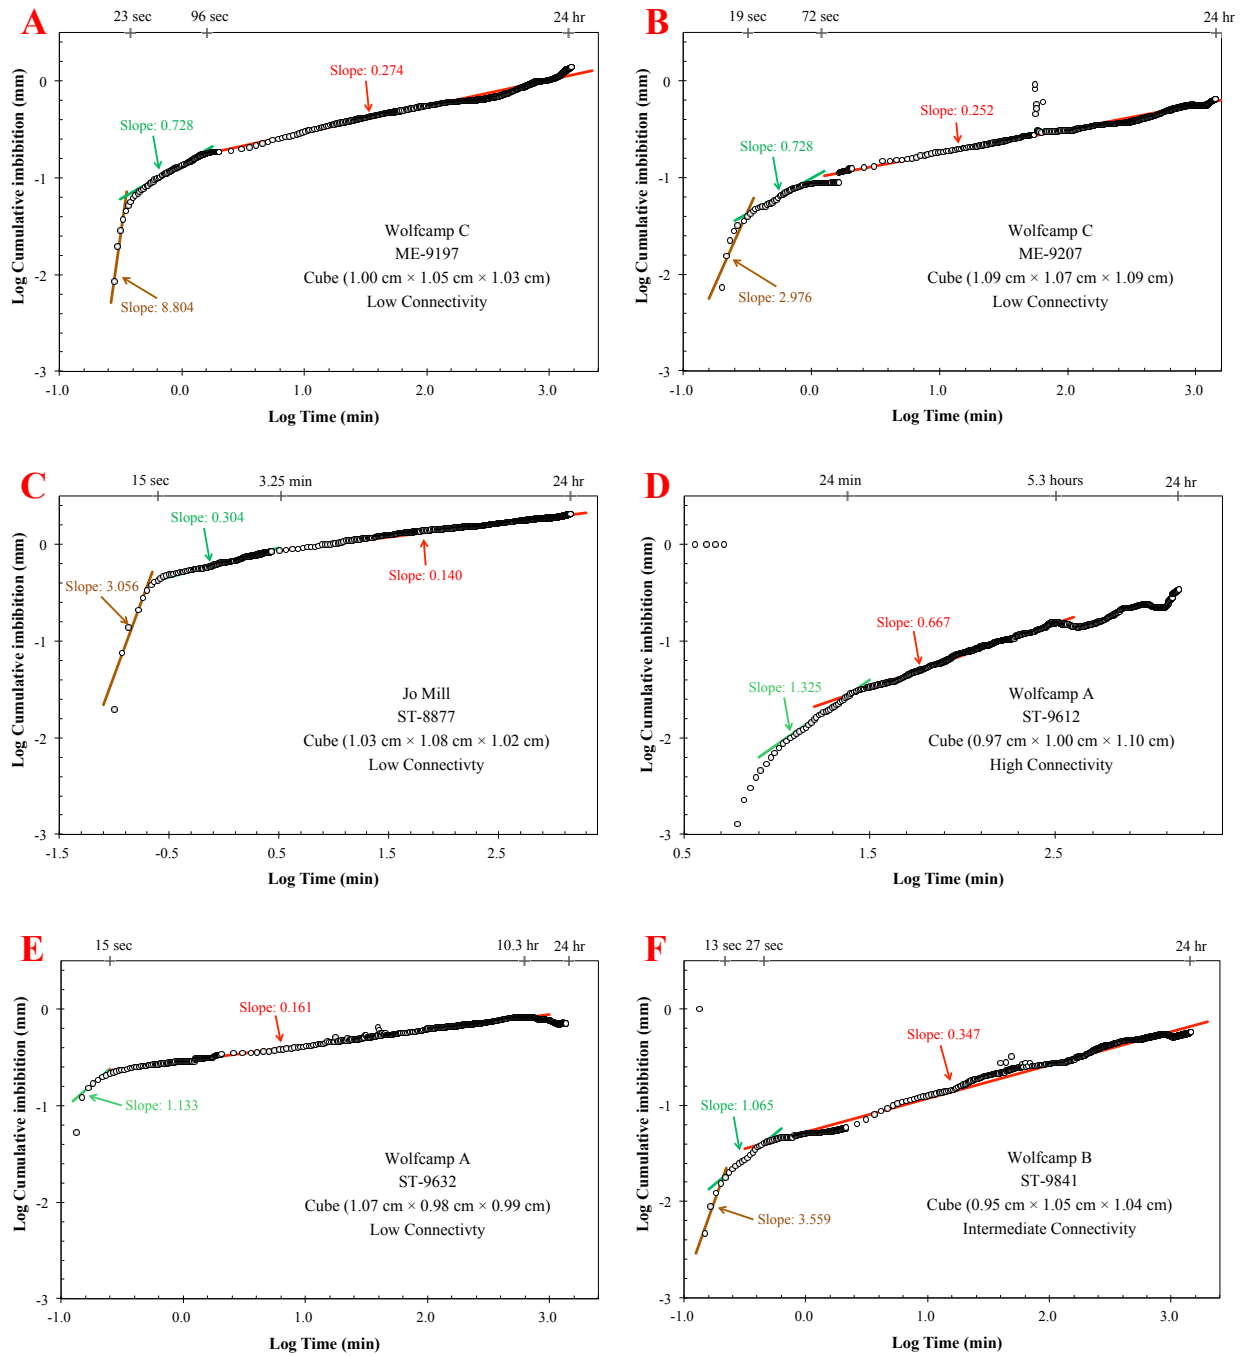 A
23 sec 96 sec 24 hr
Log Cumulative imbibition (mm)
0
-1
-2
-3
Slope: 0.274
Slope: 0.728
Slope: 8.804
Wolfcamp C
ME-9197
Cube (1.00 cm × 1.05 cm × 1.03 cm)
Low Connectivity
-1.0 0.0 1.0 2.0 3.0
Log Time (min)
B
19 sec 72 sec 24 hr
Log Cumulative imbibition (mm)
0
-1
-2
-3
Slope: 0.252
Slope: 0.728
Slope: 2.976
Wolfcamp C
ME-9207
Cube (1.09 cm × 1.07 cm × 1.09 cm)
Low Connectivity
-1.0 0.0 1.0 2.0 3.0
Log Time (min)
C
15 sec 3.25 min 24 hr
Log Cumulative imbibition (mm)
0
-1
-2
-3
Slope: 0.304
Slope: 3.056
Slope: 0.140
Jo Mill
ST-8877
Cube (1.03 cm × 1.08 cm × 1.02 cm)
Low Connectivty
-1.5 -0.5 0.5 1.5 2.5
Log Time (min)
D
24 min 5.3 hours 24 hr
Log Cumulative imbibition (mm)
0
-1
-2
-3
Slope: 0.667
Slope: 1.325
Wolfcamp A
ST-9612
Cube (0.97 cm × 1.00 cm × 1.10 cm)
High Connectivity
0.5 1.5 2.5
Log Time (min)
E
15 sec 10.3 hr 24 hr
Log Cumulative imbibition (mm)
0
-1
-2
-3
Slope: 0.161
Slope: 1.133
Wolfcamp A
ST-9632
Cube (1.07 cm × 0.98 cm × 0.99 cm)
Low Connectivty
-1.0 0.0 1.0 2.0 3.0
Log Time (min)
F
13 sec 27 sec 24 hr
Log Cumulative imbibition (mm)
0
-1
-2
-3
Slope: 0.347
Slope: 1.065
Slope: 3.559
Wolfcamp B
ST-9841
Cube (0.95 cm × 1.05 cm × 1.04 cm)
Intermediate Connectivity
-1.0 0.0 1.0 2.0 3.0
Log Time (min)